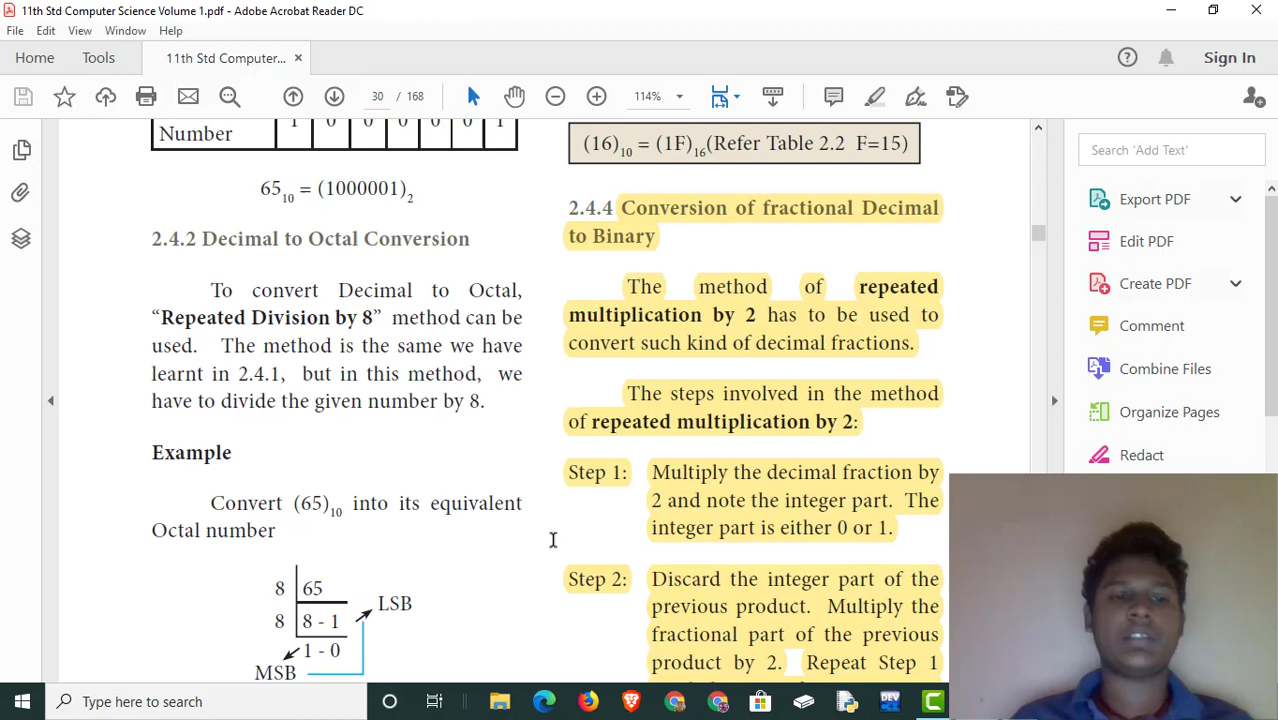 11th Std Computer Science Volume 1.pdf - Adobe Acrobat Reader DC
File Edit View Window Help
Home Tools 11th Std Computer... × Sign In
30 / 168 114%
Number 1 0 0 0 0 0 1
65₁₀ = (1000001)₂
2.4.2 Decimal to Octal Conversion
To convert Decimal to Octal,
“Repeated Division by 8” method can be
used. The method is the same we have
learnt in 2.4.1, but in this method, we
have to divide the given number by 8.
Example
Convert (65)₁₀ into its equivalent
Octal number
8 65
LSB
8 8 - 1
1 - 0
MSB
(16)₁₀ = (1F)₁₆(Refer Table 2.2 F=15)
2.4.4 Conversion of fractional Decimal
to Binary
The method of repeated
multiplication by 2 has to be used to
convert such kind of decimal fractions.
The steps involved in the method
of repeated multiplication by 2:
Step 1: Multiply the decimal fraction by
2 and note the integer part. The
integer part is either 0 or 1.
Step 2: Discard the integer part of the
previous product. Multiply the
fractional part of the previous
product by 2. Repeat Step 1
Search 'Add Text'
Export PDF
Edit PDF
Create PDF
Comment
Combine Files
Organize Pages
Redact
Type here to search
DEV